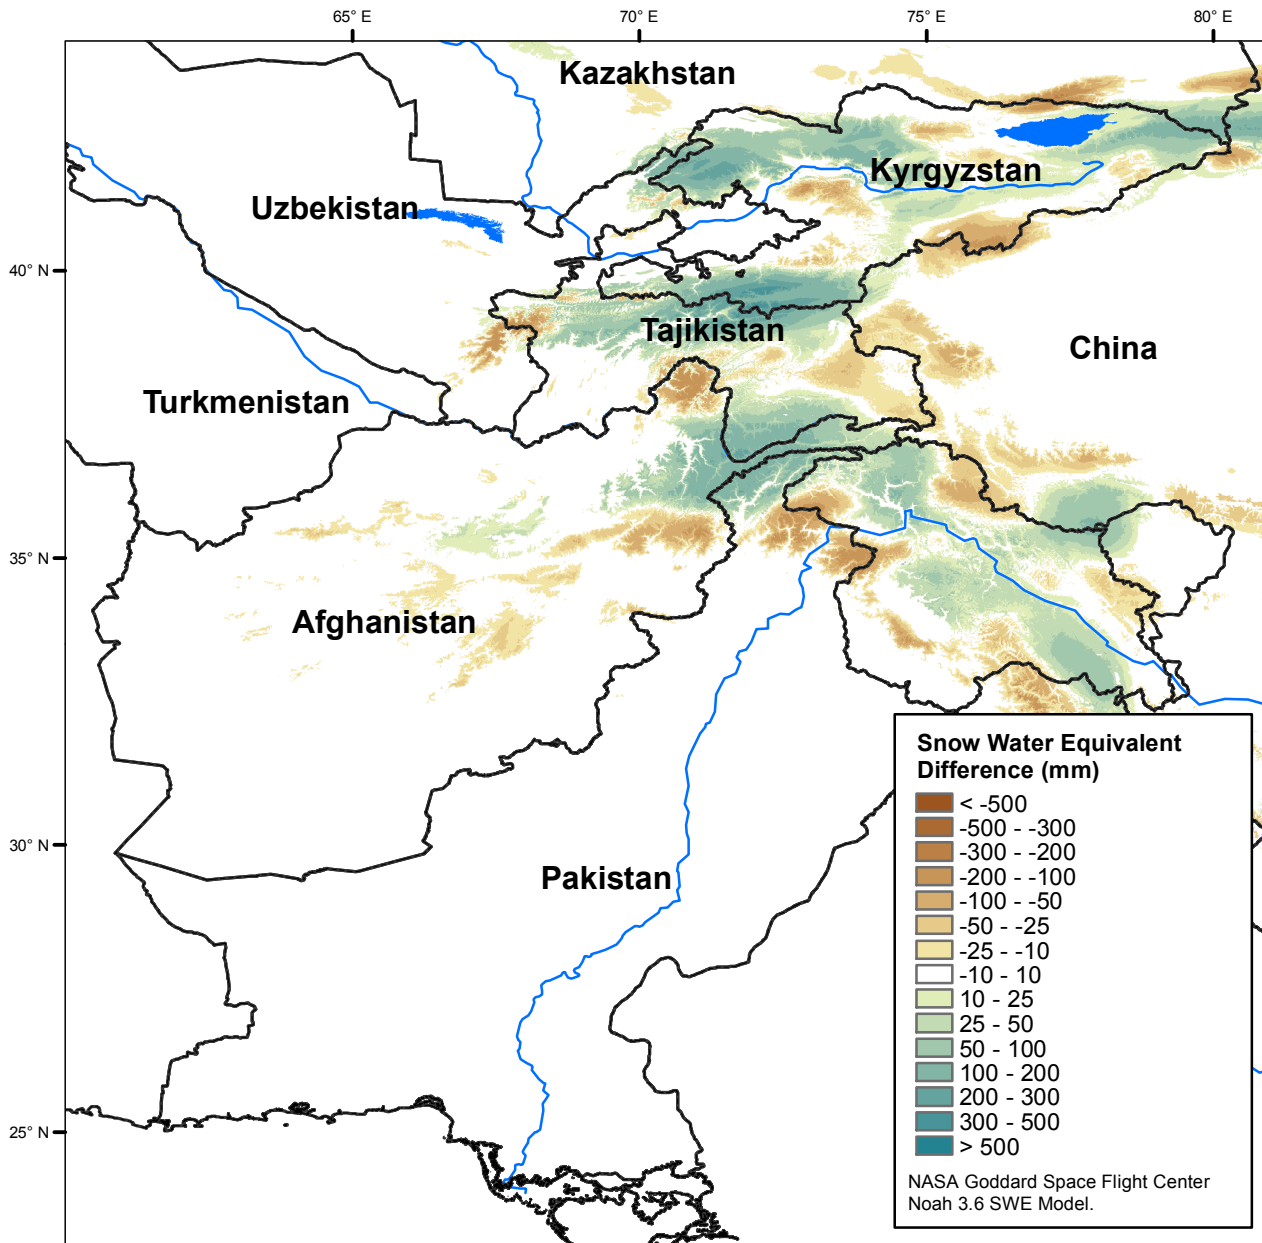 65° E
70° E
75° E
80° E
Kazakhstan
Kyrgyzstan
Uzbekistan
40° N
Tajikistan
China
Turkmenistan
35° N
Afghanistan
30° N
Pakistan
25° N
Snow Water Equivalent
Difference (mm)
< -500
-500 - -300
-300 - -200
-200 - -100
-100 - -50
-50 - -25
-25 - -10
-10 - 10
10 - 25
25 - 50
50 - 100
100 - 200
200 - 300
300 - 500
> 500
NASA Goddard Space Flight Center
Noah 3.6 SWE Model.